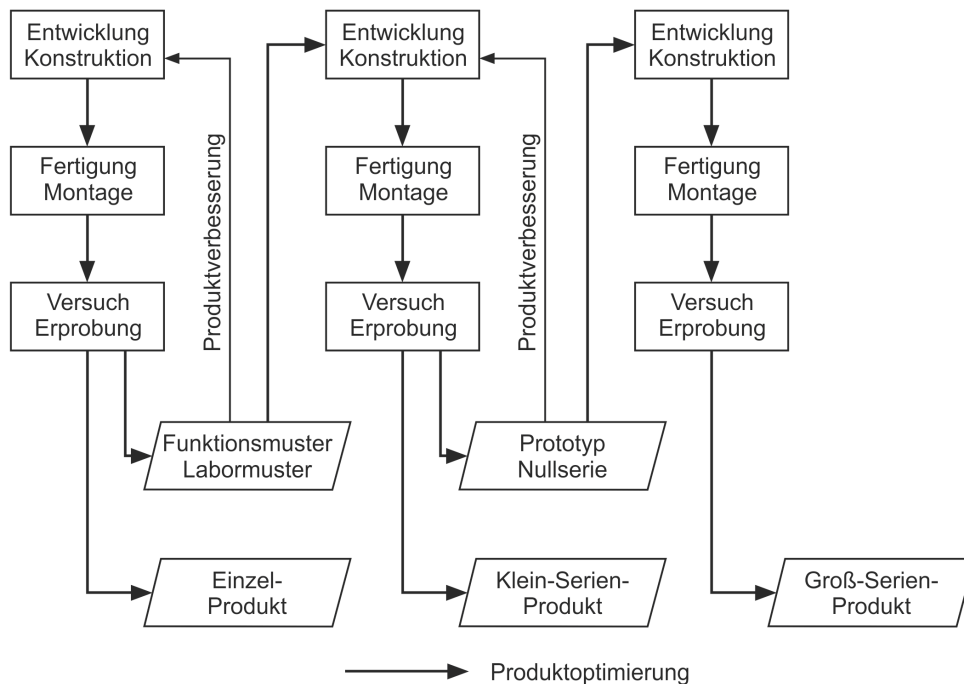 Entwicklung
Konstruktion
Fertigung
Montage
Versuch
Erprobung
Produktverbesserung
Funktionsmuster
Labormuster
Einzel-
Produkt
Entwicklung
Konstruktion
Fertigung
Montage
Versuch
Erprobung
Produktverbesserung
Prototyp
Nullserie
Klein-Serien-
Produkt
Entwicklung
Konstruktion
Fertigung
Montage
Versuch
Erprobung
Groß-Serien-
Produkt
Produktoptimierung